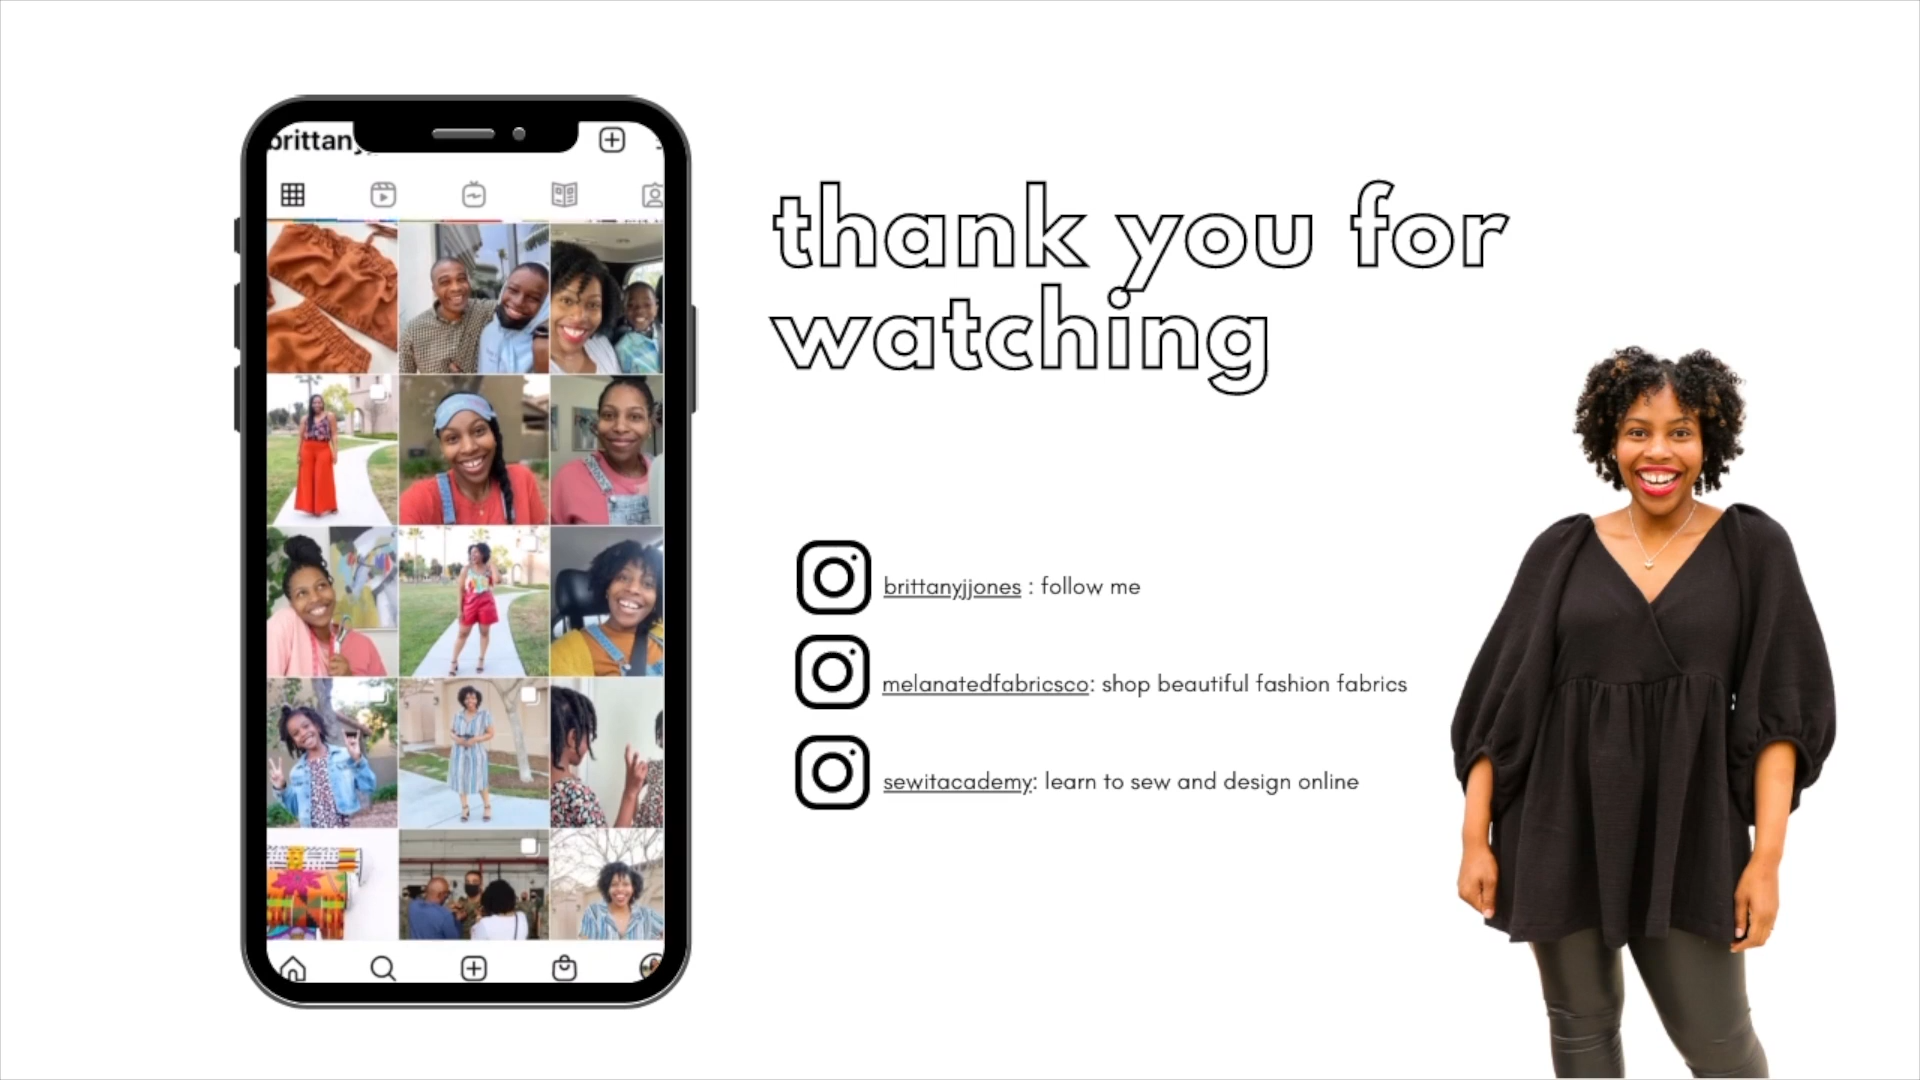 brittanyj
thank you for
watching
brittanyjjones : follow me
melanatedfabricsco: shop beautiful fashion fabrics
sewitacademy: learn to sew and design online